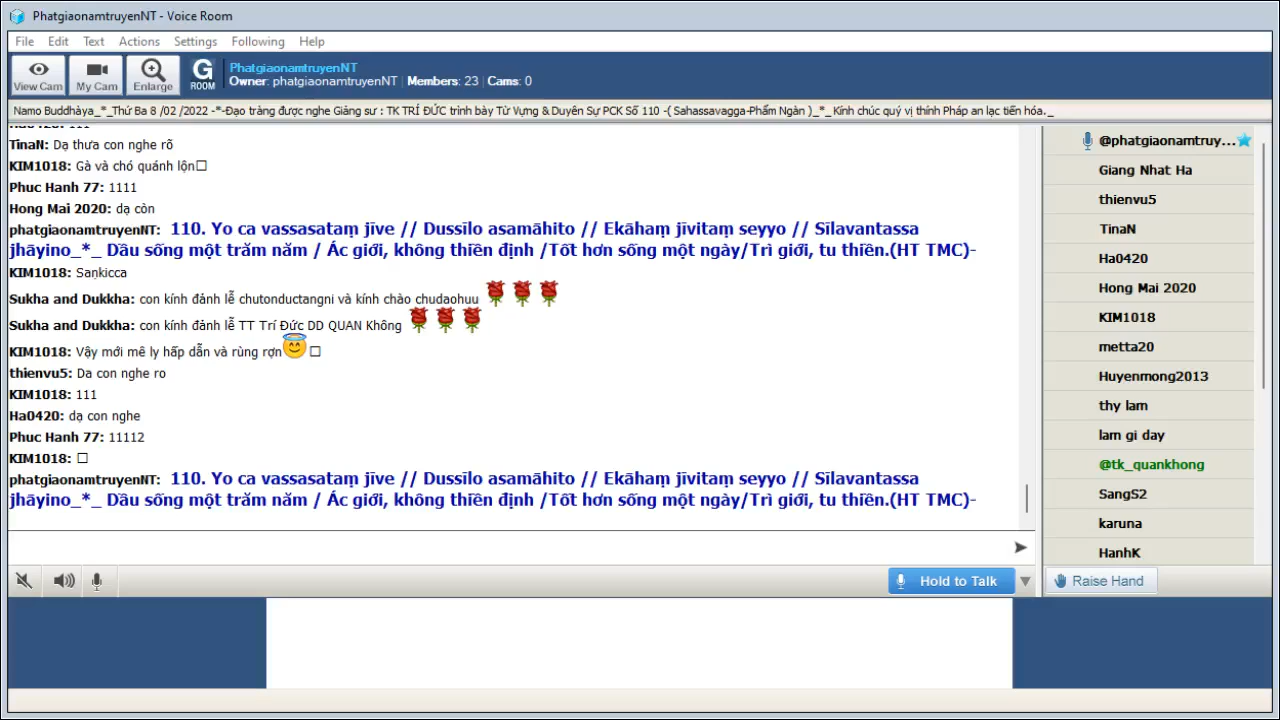 PhatgiaonamtruyenNT - Voice Room
File Edit Text Actions Settings Following Help
View Cam My Cam Enlarge G ROOM
PhatgiaonamtruyenNT
Owner: phatgiaonamtruyenNT Members: 23 Cams: 0
Namo Buddhàya_*_Thứ Ba 8 /02 /2022 -*-Đạo tràng được nghe Giảng sư : TK TRÍ ĐỨC trình bày Từ Vựng & Duyên Sự PCK Số 110 -( Sahassavagga-Phẩm Ngàn )_*_Kính chúc quý vị thính Pháp an lạc tiến hóa._
TinaN: Dạ thưa con nghe rõ
KIM1018: Gà và chó quánh lộn□
Phuc Hanh 77: 1111
Hong Mai 2020: dạ còn
phatgiaonamtruyenNT: 110. Yo ca vassasataṃ jīve // Dussīlo asamāhito // Ekāhaṃ jīvitaṃ seyyo // Sīlavantassa
jhāyino_*_ Dầu sống một trăm năm / Ác giới, không thiền định /Tốt hơn sống một ngày/Trì giới, tu thiền.(HT TMC)-
KIM1018: Saṇkicca
Sukha and Dukkha: con kính đảnh lễ chutonductangni và kính chào chudaohuu
Sukha and Dukkha: con kính đảnh lễ TT Trí Đức DD QUAN Không
KIM1018: Vậy mới mê ly hấp dẫn và rùng rợn □
thienvu5: Da con nghe ro
KIM1018: 111
Ha0420: dạ con nghe
Phuc Hanh 77: 11112
KIM1018: □
phatgiaonamtruyenNT: 110. Yo ca vassasataṃ jīve // Dussīlo asamāhito // Ekāhaṃ jīvitaṃ seyyo // Sīlavantassa
jhāyino_*_ Dầu sống một trăm năm / Ác giới, không thiền định /Tốt hơn sống một ngày/Trì giới, tu thiền.(HT TMC)-
Hold to Talk
@phatgiaonamtruy...
Giang Nhat Ha
thienvu5
TinaN
Ha0420
Hong Mai 2020
KIM1018
metta20
Huyenmong2013
thy lam
lam gi day
@tk_quankhong
SangS2
karuna
HanhK
Raise Hand